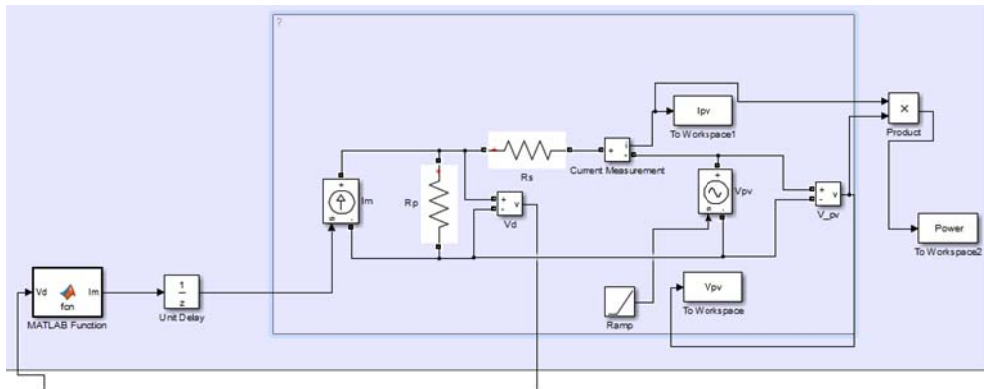 ?
Ipv
To Workspace1
×
Product
Rs
+
i
-
Current Measurement
+
Im
s
-
Rp
+
-
v
Vd
+
Vpv
s
-
+
-
v
V_pv
Power
To Workspace2
Vd
fcn
Im
MATLAB Function
1
z
Unit Delay
Ramp
Vpv
To Workspace